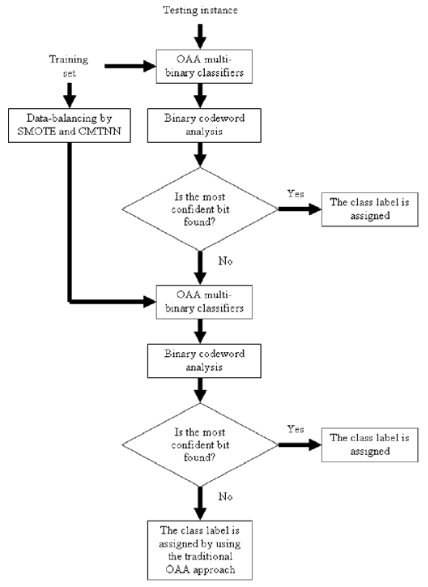 Testing instance
Training
set
OAA multi-
binary classifiers
Data-balancing by
SMOTE and CMTNN
Binary codeword
analysis
Is the most
confident bit
found?
Yes
The class label is
assigned
No
OAA multi-
binary classifiers
Binary codeword
analysis
Is the most
confident bit
found?
Yes
The class label is
assigned
No
The class label is
assigned by using
the traditional
OAA approach